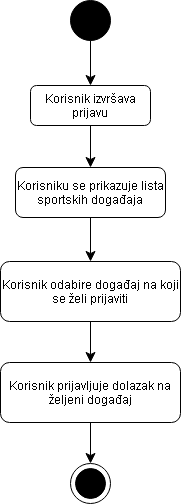 Korisnik izvršava
prijavu
Korisniku se prikazuje lista
sportskih događaja
Korisnik odabire događaj na koji
se želi prijaviti
Korisnik prijavljuje dolazak na
željeni događaj